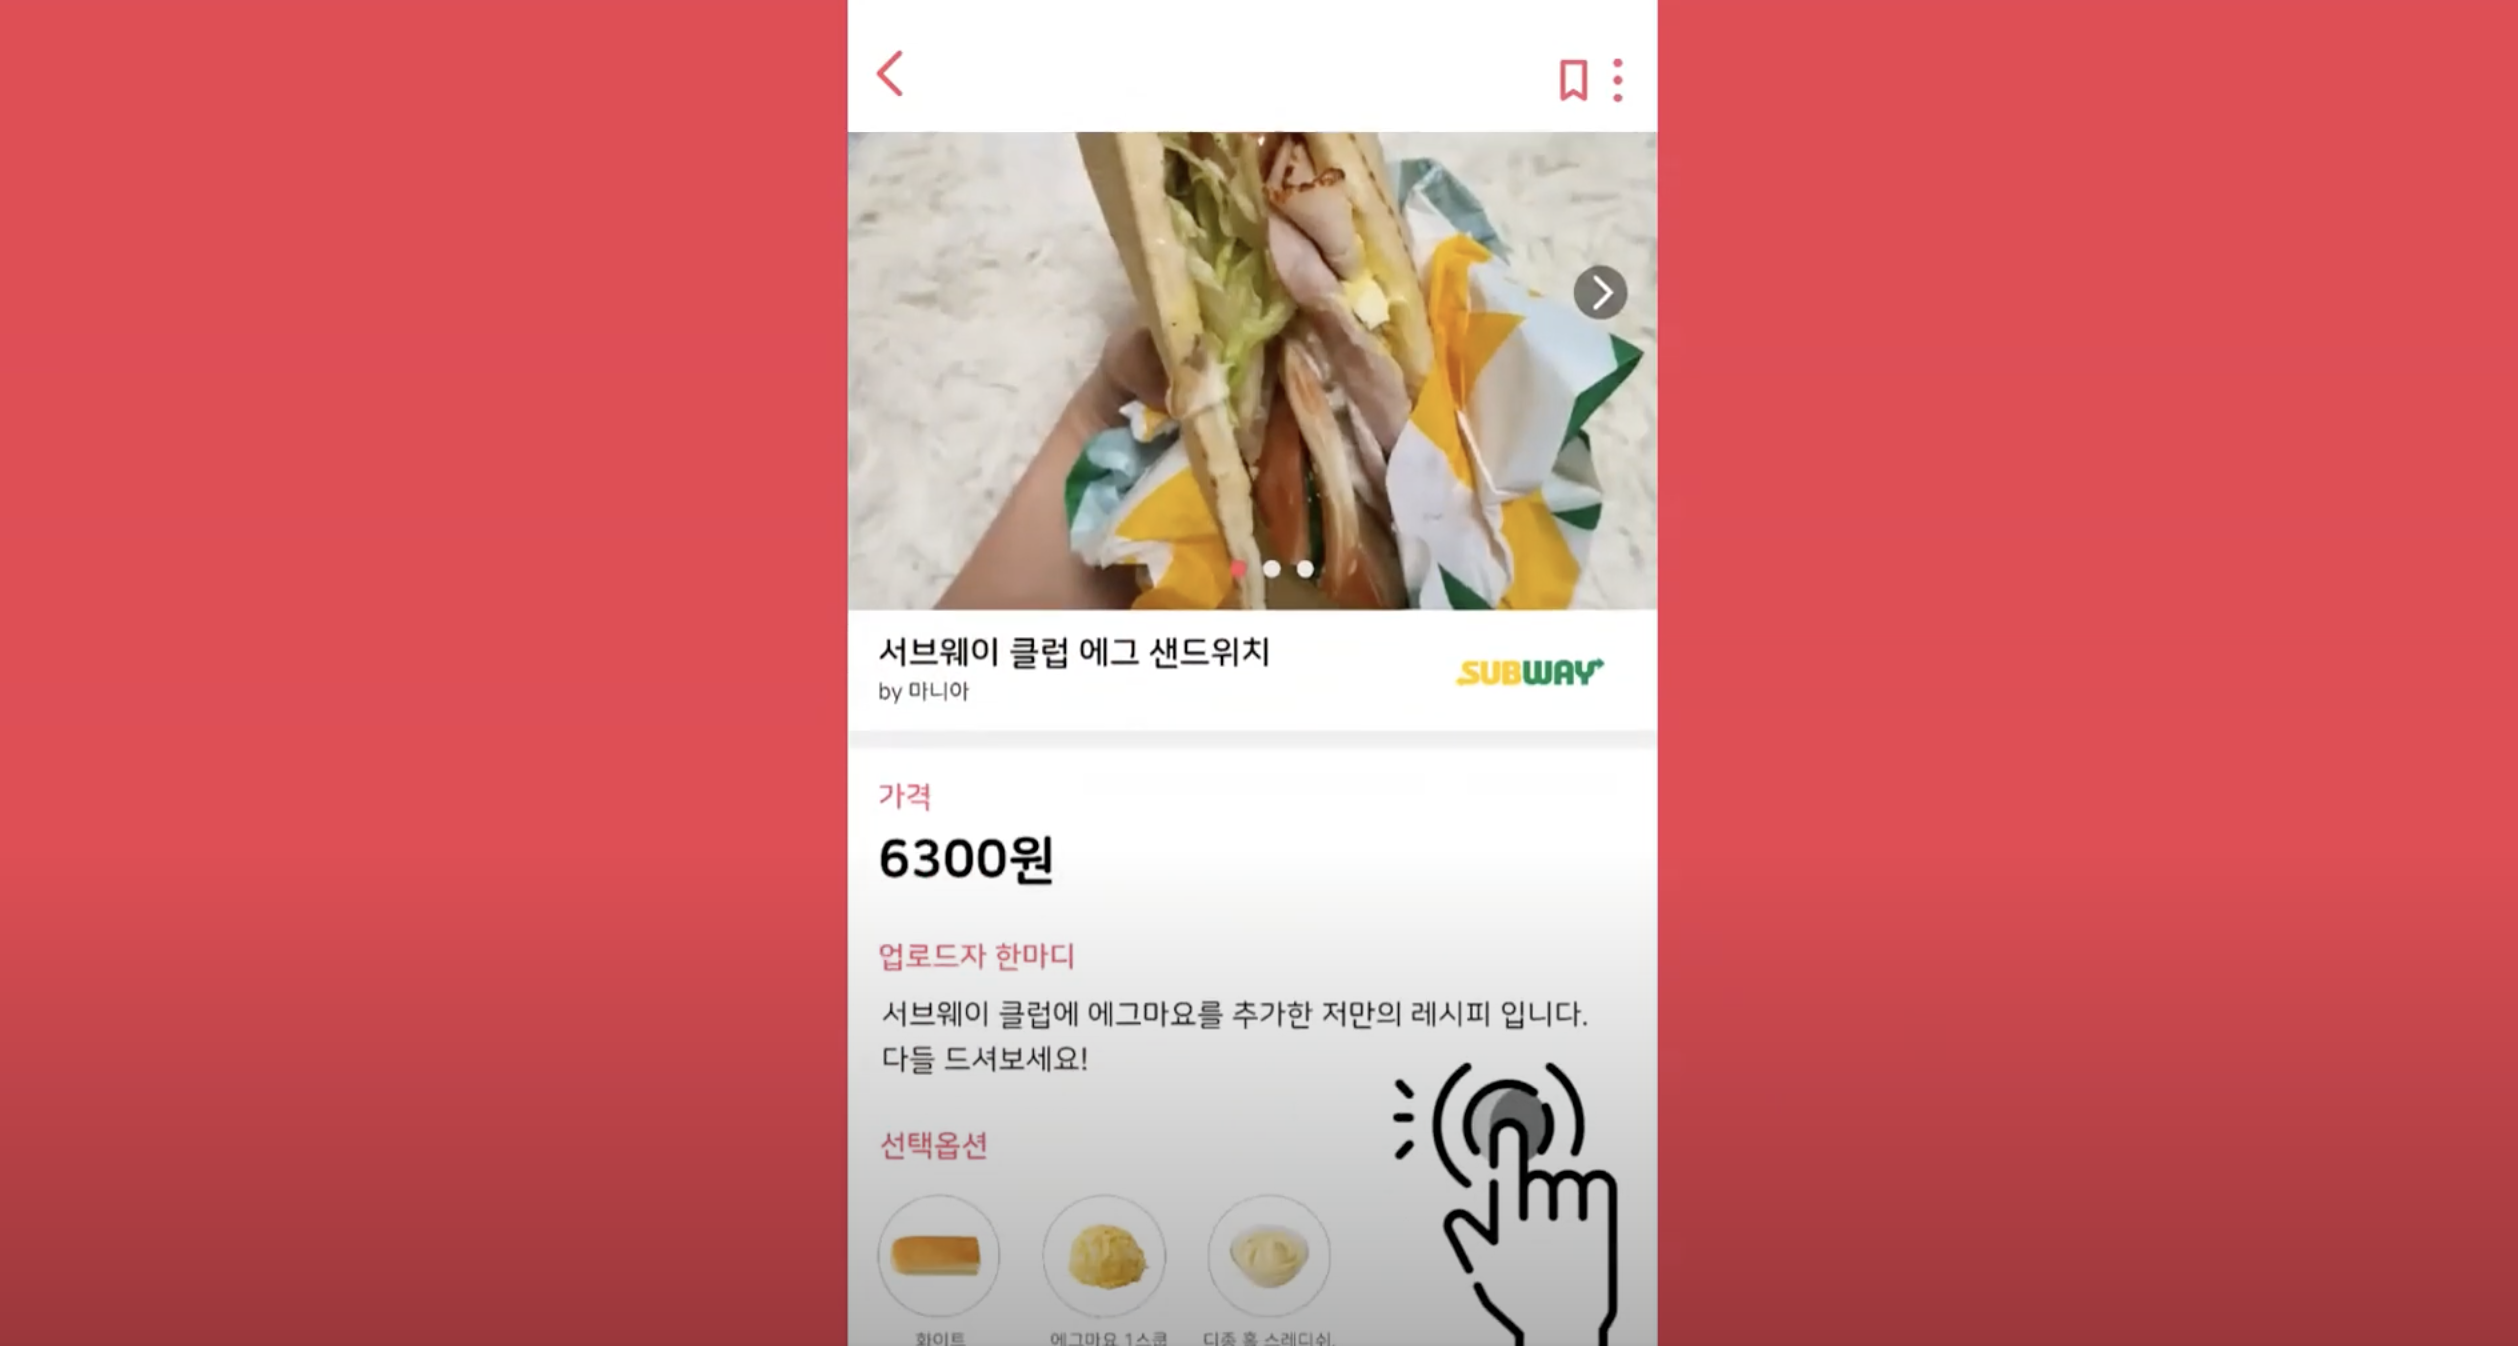 서브웨이 클럽 에그 샌드위치
by 마니아
SUBWAY
가격
6300원
업로드자 한마디
서브웨이 클럽에 에그마요를 추가한 저만의 레시피 입니다.
다들 드셔보세요!
선택옵션
화이트 에그마요 1스쿱 디종 홀스래디쉬